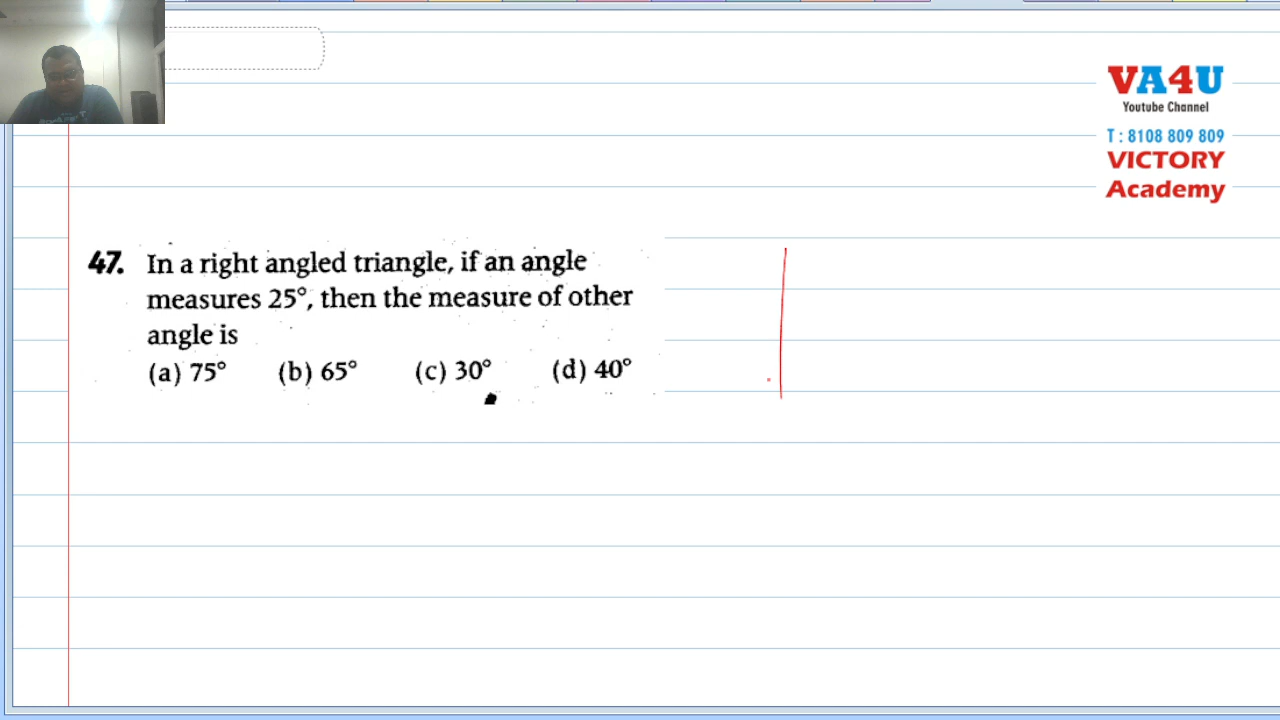 VA4U
Youtube Channel
T : 8108 809 809
VICTORY
Academy
47. In a right angled triangle, if an angle
measures 25°, then the measure of other
angle is
(a) 75° (b) 65° (c) 30° (d) 40°